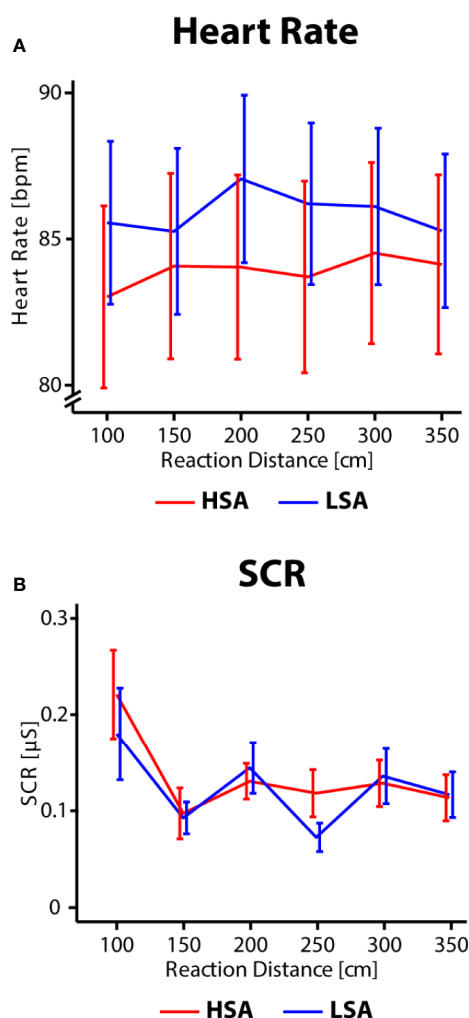 A
Heart Rate
Heart Rate [bpm]
90
85
80
100 150 200 250 300 350
Reaction Distance [cm]
HSA LSA
B
SCR
SCR [µS]
0.3
0.2
0.1
0
100 150 200 250 300 350
Reaction Distance [cm]
HSA LSA